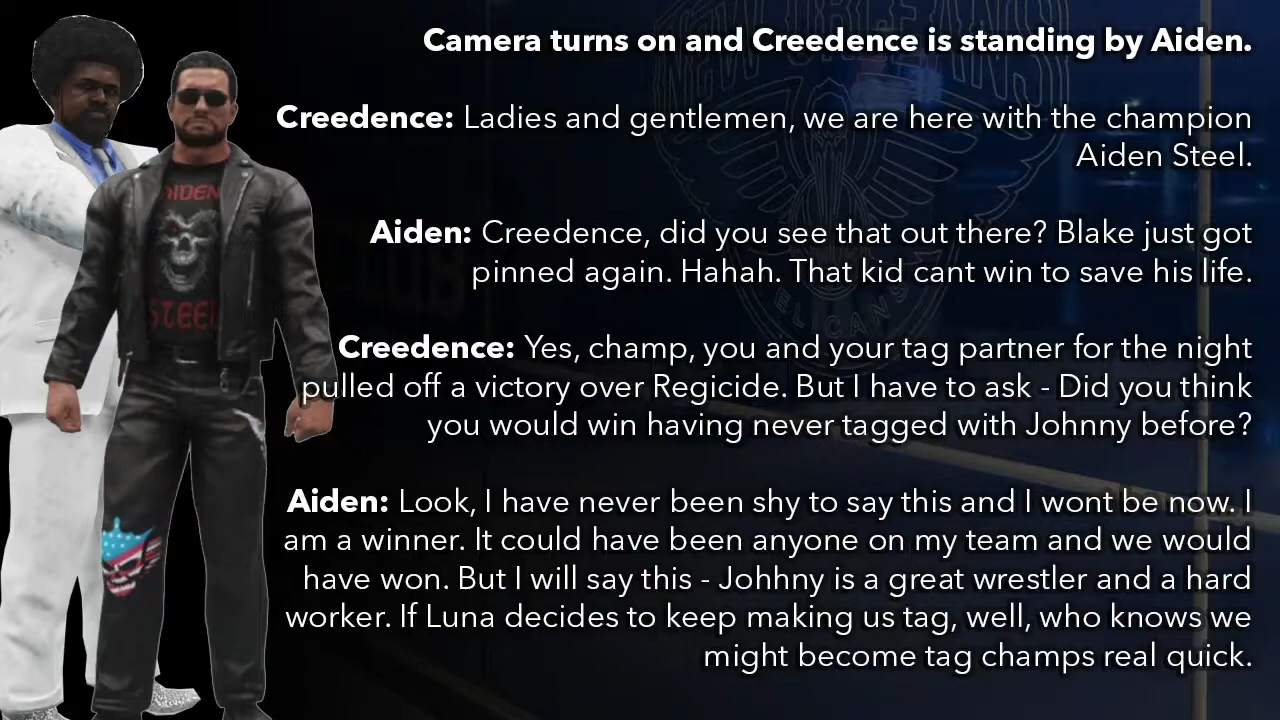 Camera turns on and Creedence is standing by Aiden.
Creedence: Ladies and gentlemen, we are here with the champion
Aiden Steel.
Aiden: Creedence, did you see that out there? Blake just got
pinned again. Hahah. That kid cant win to save his life.
Creedence: Yes, champ, you and your tag partner for the night
pulled off a victory over Regicide. But I have to ask - Did you think
you would win having never tagged with Johnny before?
Aiden: Look, I have never been shy to say this and I wont be now. I
am a winner. It could have been anyone on my team and we would
have won. But I will say this - Johhny is a great wrestler and a hard
worker. If Luna decides to keep making us tag, well, who knows we
might become tag champs real quick.
AIDEN
STEEL
NEW ORLEANS
PELICANS
CLUB